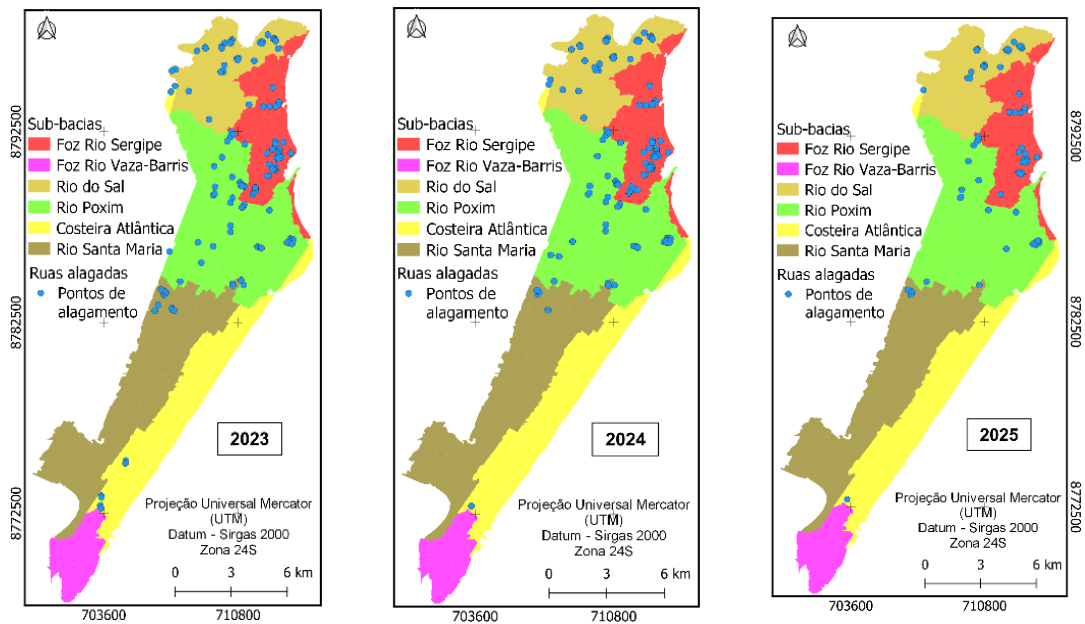 8792500
8782500
8772500
Sub-bacias
Foz Rio Sergipe
Foz Rio Vaza-Barris
Rio do Sal
Rio Poxim
Costeira Atlântica
Rio Santa Maria
Ruas alagadas
Pontos de
alagamento
2023
Projeção Universal Mercator
(UTM)
Datum - Sirgas 2000
Zona 24S
0 3 6 km
703600 710800
Sub-bacias
Foz Rio Sergipe
Foz Rio Vaza-Barris
Rio do Sal
Rio Poxim
Costeira Atlântica
Rio Santa Maria
Ruas alagadas
Pontos de
alagamento
2024
Projeção Universal Mercator
(UTM)
Datum - Sirgas 2000
Zona 24S
0 3 6 km
703600 710800
Sub-bacias
Foz Rio Sergipe
Foz Rio Vaza-Barris
Rio do Sal
Rio Poxim
Costeira Atlântica
Rio Santa Maria
Ruas alagadas
Pontos de
alagamento
2025
Projeção Universal Mercator
(UTM)
Datum - Sirgas 2000
Zona 24S
0 3 6 km
703600 710800
8792500
8782500
8772500